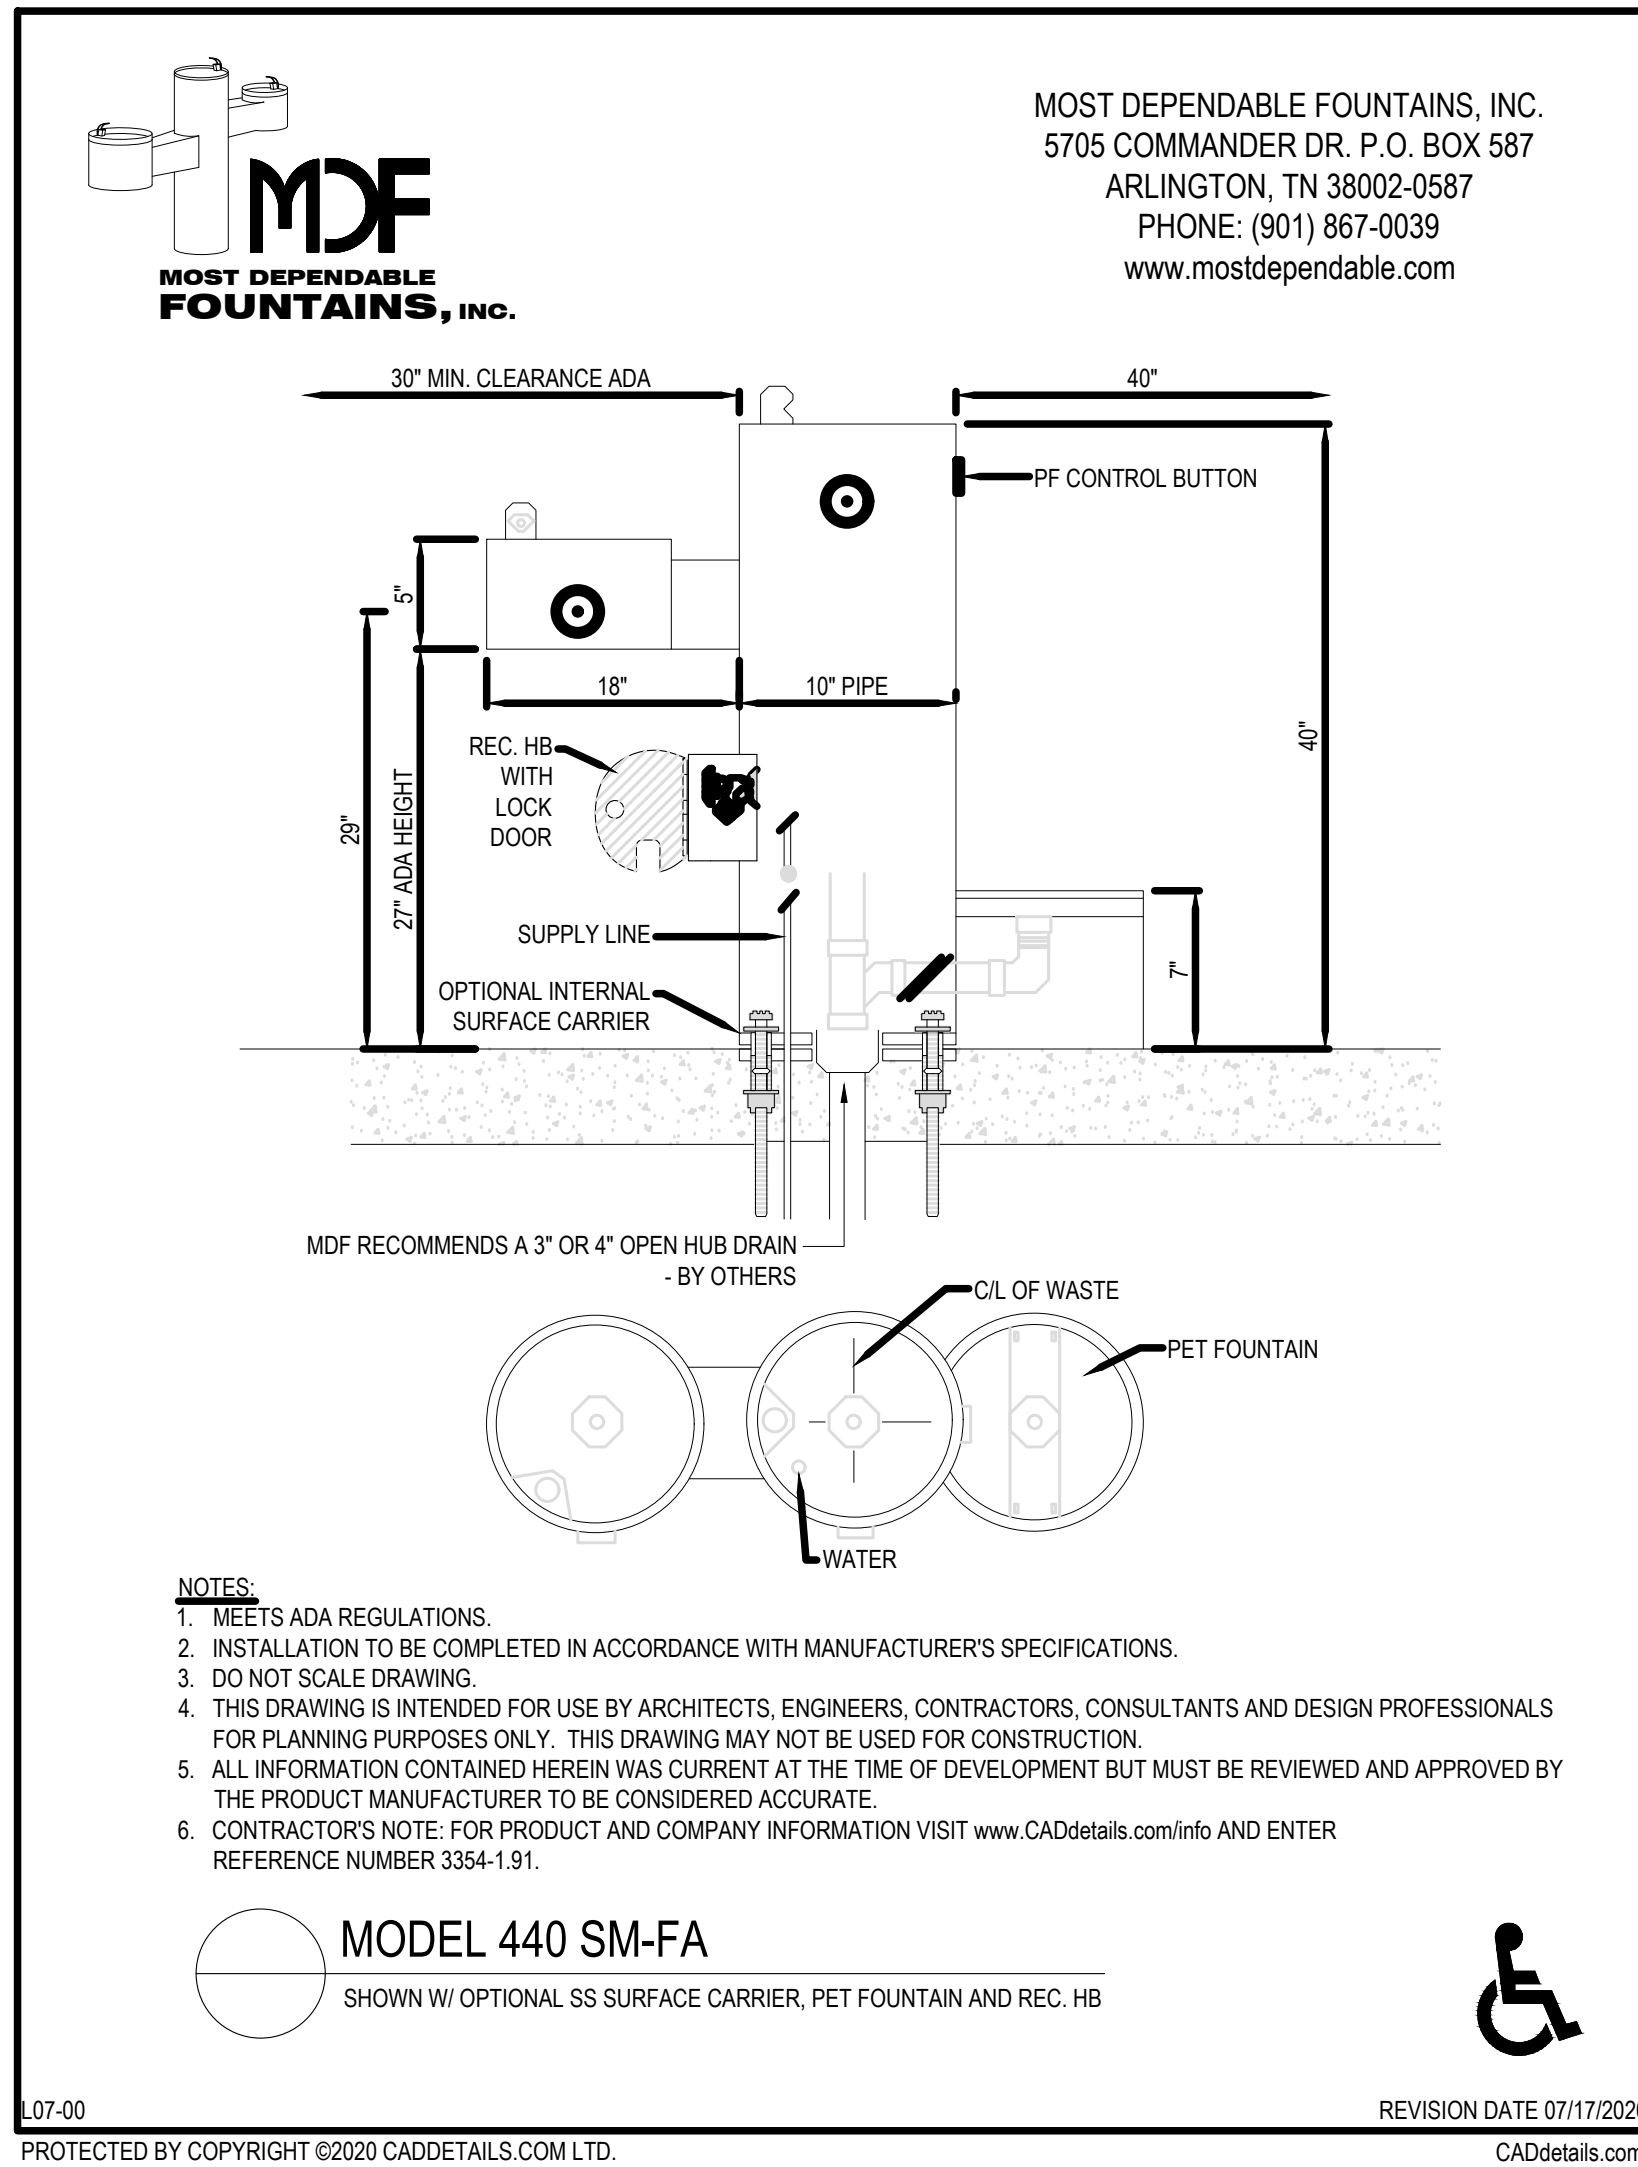 MDF
MOST DEPENDABLE
FOUNTAINS, INC.
MOST DEPENDABLE FOUNTAINS, INC.
5705 COMMANDER DR. P.O. BOX 587
ARLINGTON, TN 38002-0587
PHONE: (901) 867-0039
www.mostdependable.com
30" MIN. CLEARANCE ADA
40"
PF CONTROL BUTTON
5"
18"
10" PIPE
40"
REC. HB
WITH
LOCK
DOOR
29"
27" ADA HEIGHT
SUPPLY LINE
7"
OPTIONAL INTERNAL
SURFACE CARRIER
MDF RECOMMENDS A 3" OR 4" OPEN HUB DRAIN
- BY OTHERS
C/L OF WASTE
PET FOUNTAIN
WATER
NOTES:
1. MEETS ADA REGULATIONS.
2. INSTALLATION TO BE COMPLETED IN ACCORDANCE WITH MANUFACTURER'S SPECIFICATIONS.
3. DO NOT SCALE DRAWING.
4. THIS DRAWING IS INTENDED FOR USE BY ARCHITECTS, ENGINEERS, CONTRACTORS, CONSULTANTS AND DESIGN PROFESSIONALS
FOR PLANNING PURPOSES ONLY. THIS DRAWING MAY NOT BE USED FOR CONSTRUCTION.
5. ALL INFORMATION CONTAINED HEREIN WAS CURRENT AT THE TIME OF DEVELOPMENT BUT MUST BE REVIEWED AND APPROVED BY
THE PRODUCT MANUFACTURER TO BE CONSIDERED ACCURATE.
6. CONTRACTOR'S NOTE: FOR PRODUCT AND COMPANY INFORMATION VISIT www.CADdetails.com/info AND ENTER
REFERENCE NUMBER 3354-1.91.
MODEL 440 SM-FA
SHOWN W/ OPTIONAL SS SURFACE CARRIER, PET FOUNTAIN AND REC. HB
L07-00
REVISION DATE 07/17/2020
PROTECTED BY COPYRIGHT ©2020 CADDETAILS.COM LTD.
CADdetails.com